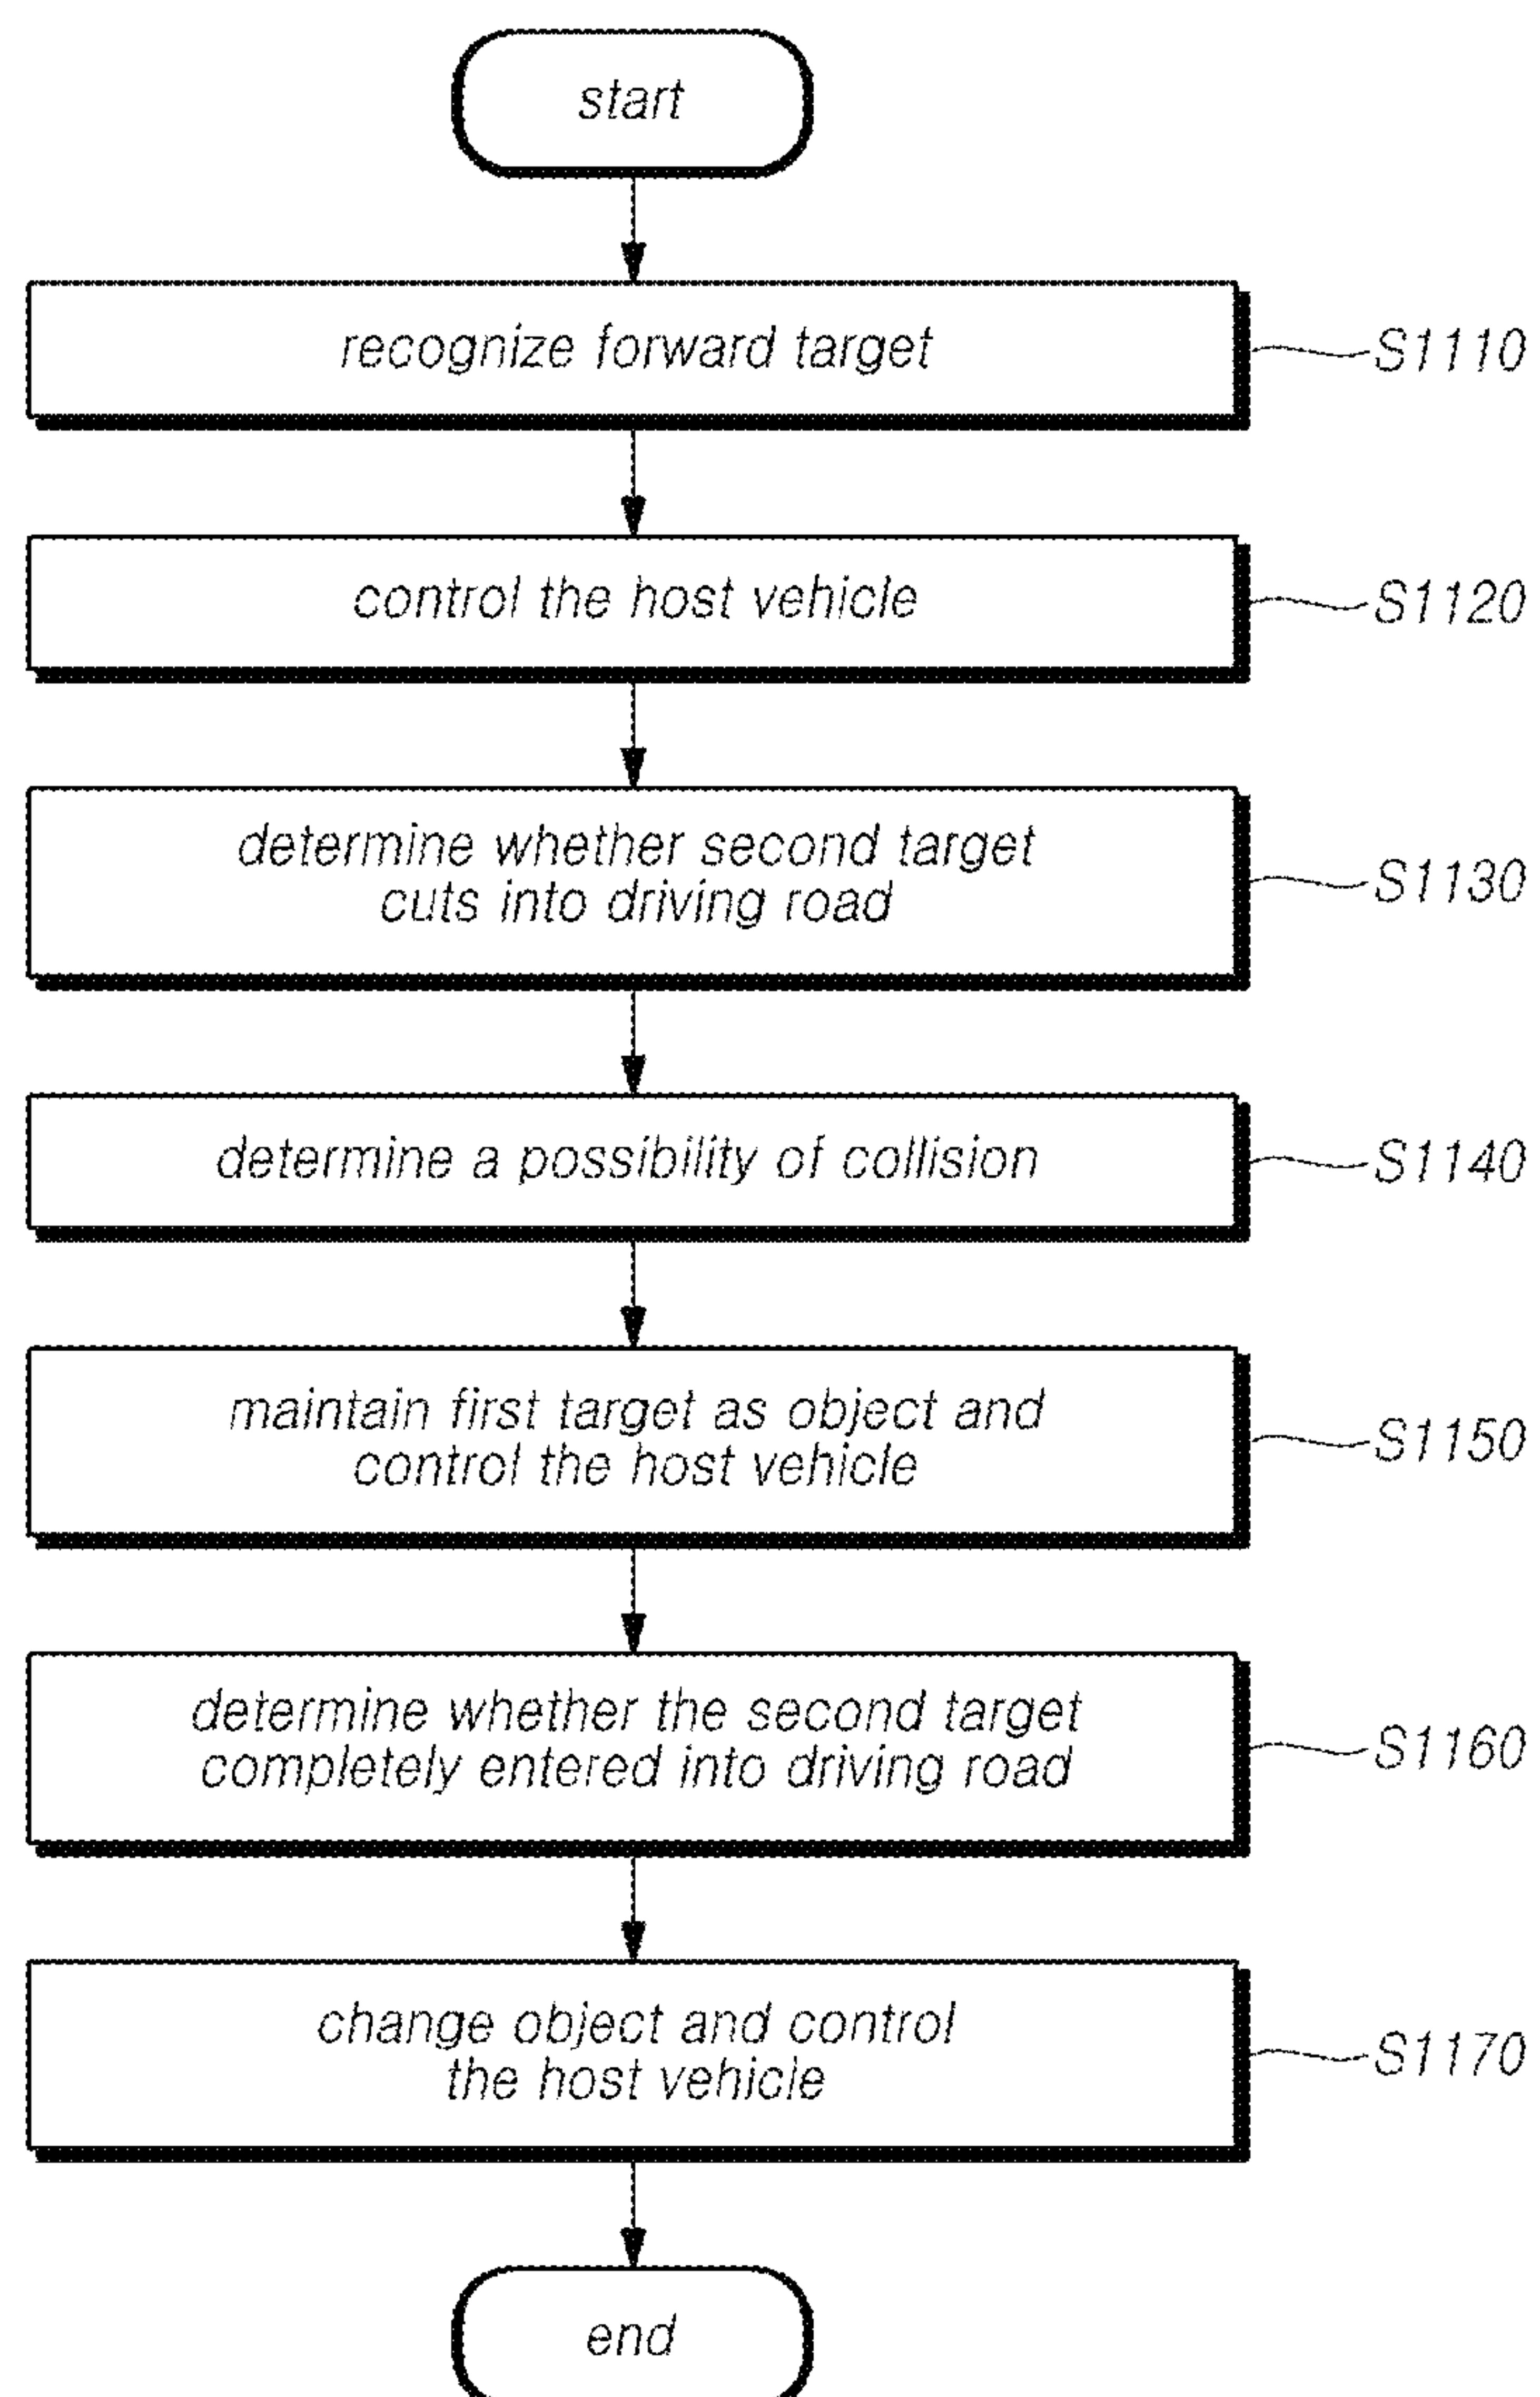 start
recognize forward target
S1110
control the host vehicle
S1120
determine whether second target
cuts into driving road
S1130
determine a possibility of collision
S1140
maintain first target as object and
control the host vehicle
S1150
determine whether the second target
completely entered into driving road
S1160
change object and control
the host vehicle
S1170
end